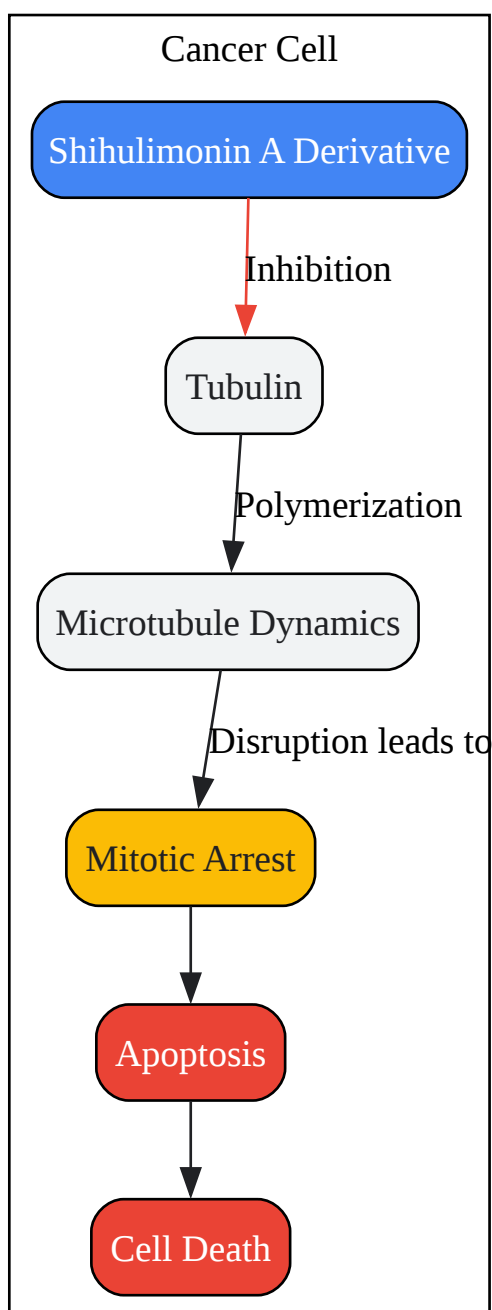 Cancer Cell
Shihulimonin A Derivative
Inhibition
Tubulin
Polymerization
Microtubule Dynamics
Disruption leads to
Mitotic Arrest
Apoptosis
Cell Death